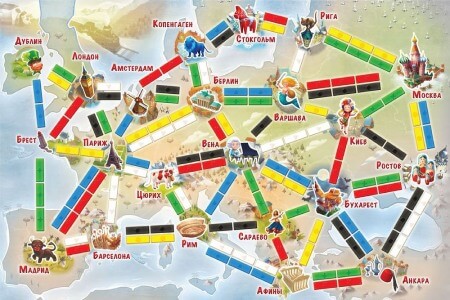 Копенгаген
Рига
Стокгольм
Дублин
Лондон
Амстердам
Берлин
Москва
Варшава
Брест
Париж
Вена
Киев
Ростов
Цюрих
Бухарест
Рим
Сараево
Мадрид
Барселона
Афины
Анкара